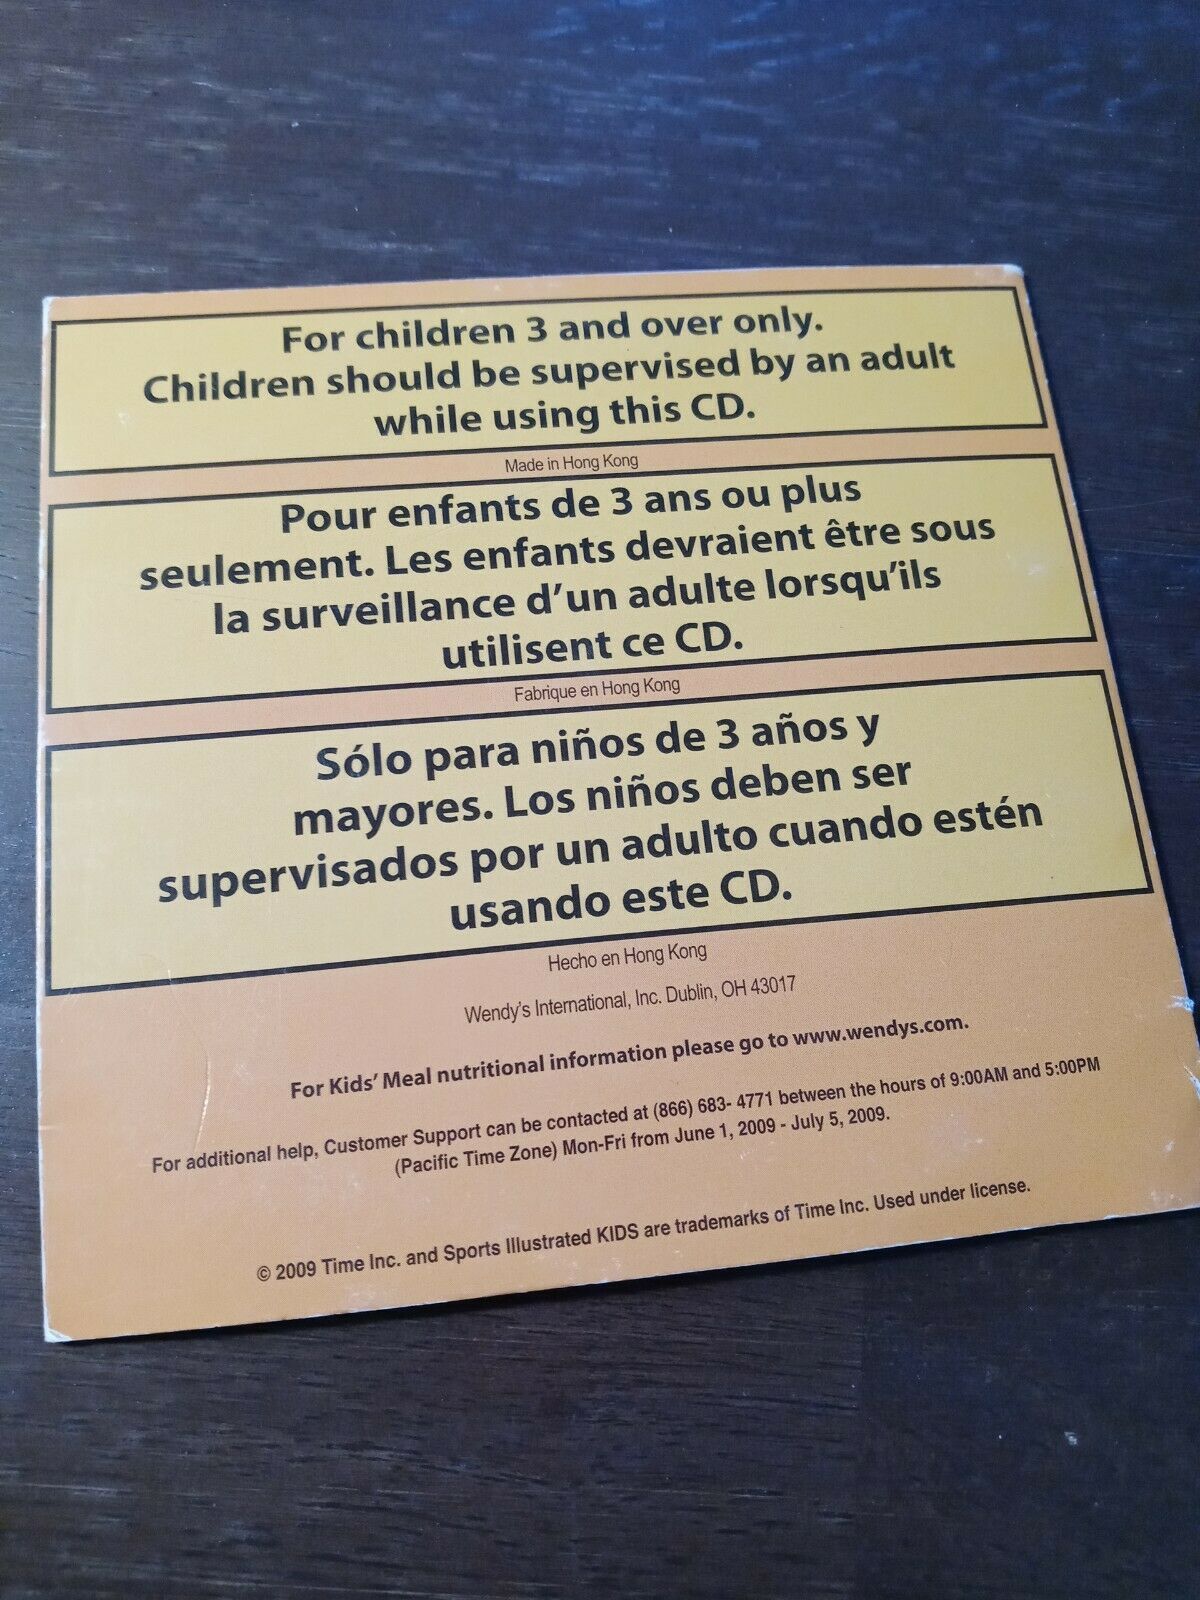 For children 3 and over only.
Children should be supervised by an adult
while using this CD.
Made in Hong Kong
Pour enfants de 3 ans ou plus
seulement. Les enfants devraient être sous
la surveillance d'un adulte lorsqu'ils
utilisent ce CD.
Fabrique en Hong Kong
Sólo para niños de 3 años y
mayores. Los niños deben ser
supervisados por un adulto cuando estén
usando este CD.
Hecho en Hong Kong
Wendy's International, Inc. Dublin, OH 43017
For Kids' Meal nutritional information please go to www.wendys.com.
For additional help, Customer Support can be contacted at (866) 683- 4771 between the hours of 9:00AM and 5:00PM
(Pacific Time Zone) Mon-Fri from June 1, 2009 - July 5, 2009.
© 2009 Time Inc. and Sports Illustrated KIDS are trademarks of Time Inc. Used under license.